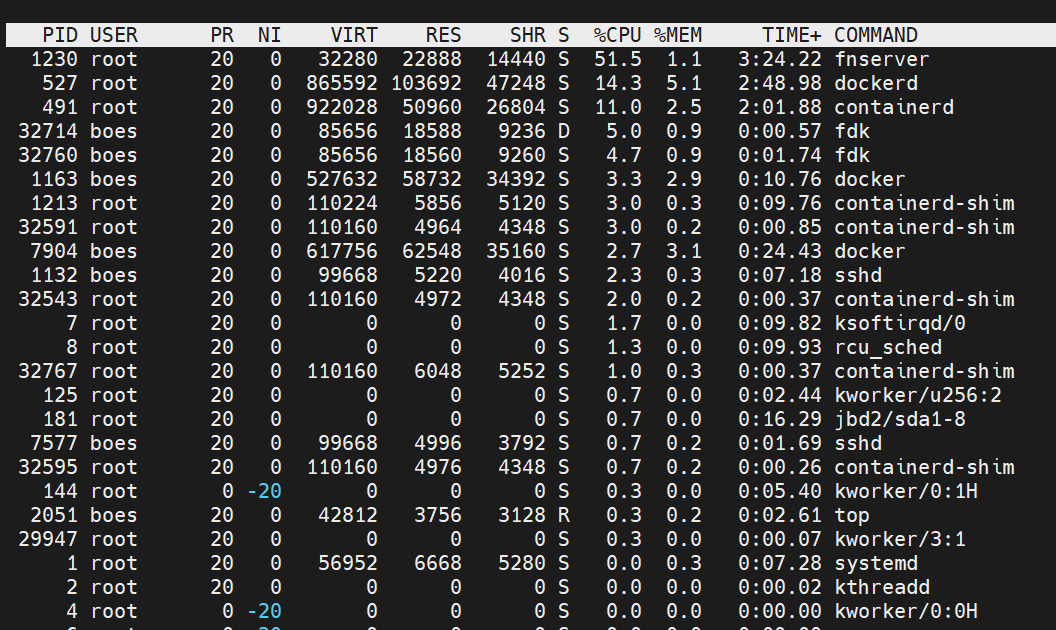 PID USER PR NI VIRT RES SHR S %CPU %MEM TIME+ COMMAND
1230 root 20 0 32280 22888 14440 S 51.5 1.1 3:24.22 fnserver
527 root 20 0 865592 103692 47248 S 14.3 5.1 2:48.98 dockerd
491 root 20 0 922028 50960 26804 S 11.0 2.5 2:01.88 containerd
32714 boes 20 0 85656 18588 9236 D 5.0 0.9 0:00.57 fdk
32760 boes 20 0 85656 18560 9260 S 4.7 0.9 0:01.74 fdk
1163 boes 20 0 527632 58732 34392 S 3.3 2.9 0:10.76 docker
1213 root 20 0 110224 5856 5120 S 3.0 0.3 0:09.76 containerd-shim
32591 root 20 0 110160 4964 4348 S 3.0 0.2 0:00.85 containerd-shim
7904 boes 20 0 617756 62548 35160 S 2.7 3.1 0:24.43 docker
1132 boes 20 0 99668 5220 4016 S 2.3 0.3 0:07.18 sshd
32543 root 20 0 110160 4972 4348 S 2.0 0.2 0:00.37 containerd-shim
7 root 20 0 0 0 0 S 1.7 0.0 0:09.82 ksoftirqd/0
8 root 20 0 0 0 0 S 1.3 0.0 0:09.93 rcu_sched
32767 root 20 0 110160 6048 5252 S 1.0 0.3 0:00.37 containerd-shim
125 root 20 0 0 0 0 S 0.7 0.0 0:02.44 kworker/u256:2
181 root 20 0 0 0 0 S 0.7 0.0 0:16.29 jbd2/sda1-8
7577 boes 20 0 99668 4996 3792 S 0.7 0.2 0:01.69 sshd
32595 root 20 0 110160 4976 4348 S 0.7 0.2 0:00.26 containerd-shim
144 root 0 -20 0 0 0 S 0.3 0.0 0:05.40 kworker/0:1H
2051 boes 20 0 42812 3756 3128 R 0.3 0.2 0:02.61 top
29947 root 20 0 0 0 0 S 0.3 0.0 0:00.07 kworker/3:1
1 root 20 0 56952 6668 5280 S 0.0 0.3 0:07.28 systemd
2 root 20 0 0 0 0 S 0.0 0.0 0:00.02 kthreadd
4 root 0 -20 0 0 0 S 0.0 0.0 0:00.00 kworker/0:0H